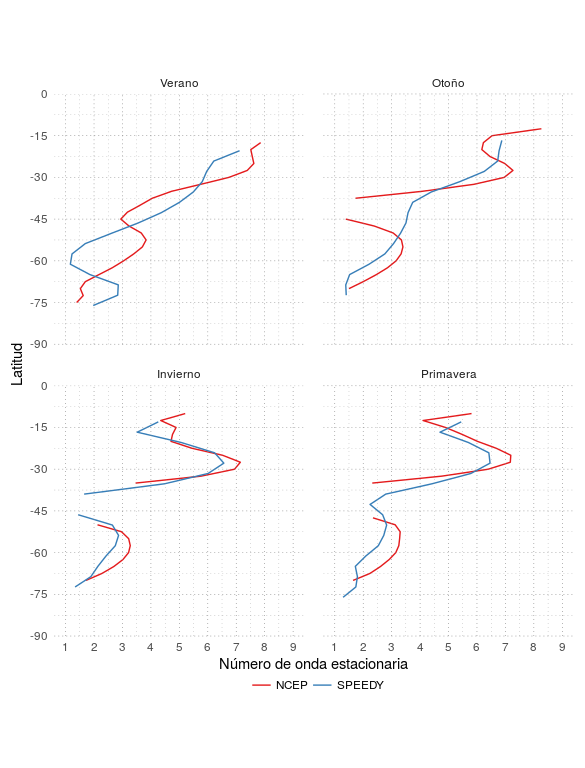 Verano Otoño
0
-15
-30
-45
-60
-75
-90
Latitud
Invierno Primavera
0
-15
-30
-45
-60
-75
-90
1 2 3 4 5 6 7 8 9 1 2 3 4 5 6 7 8 9
Número de onda estacionaria
NCEP SPEEDY